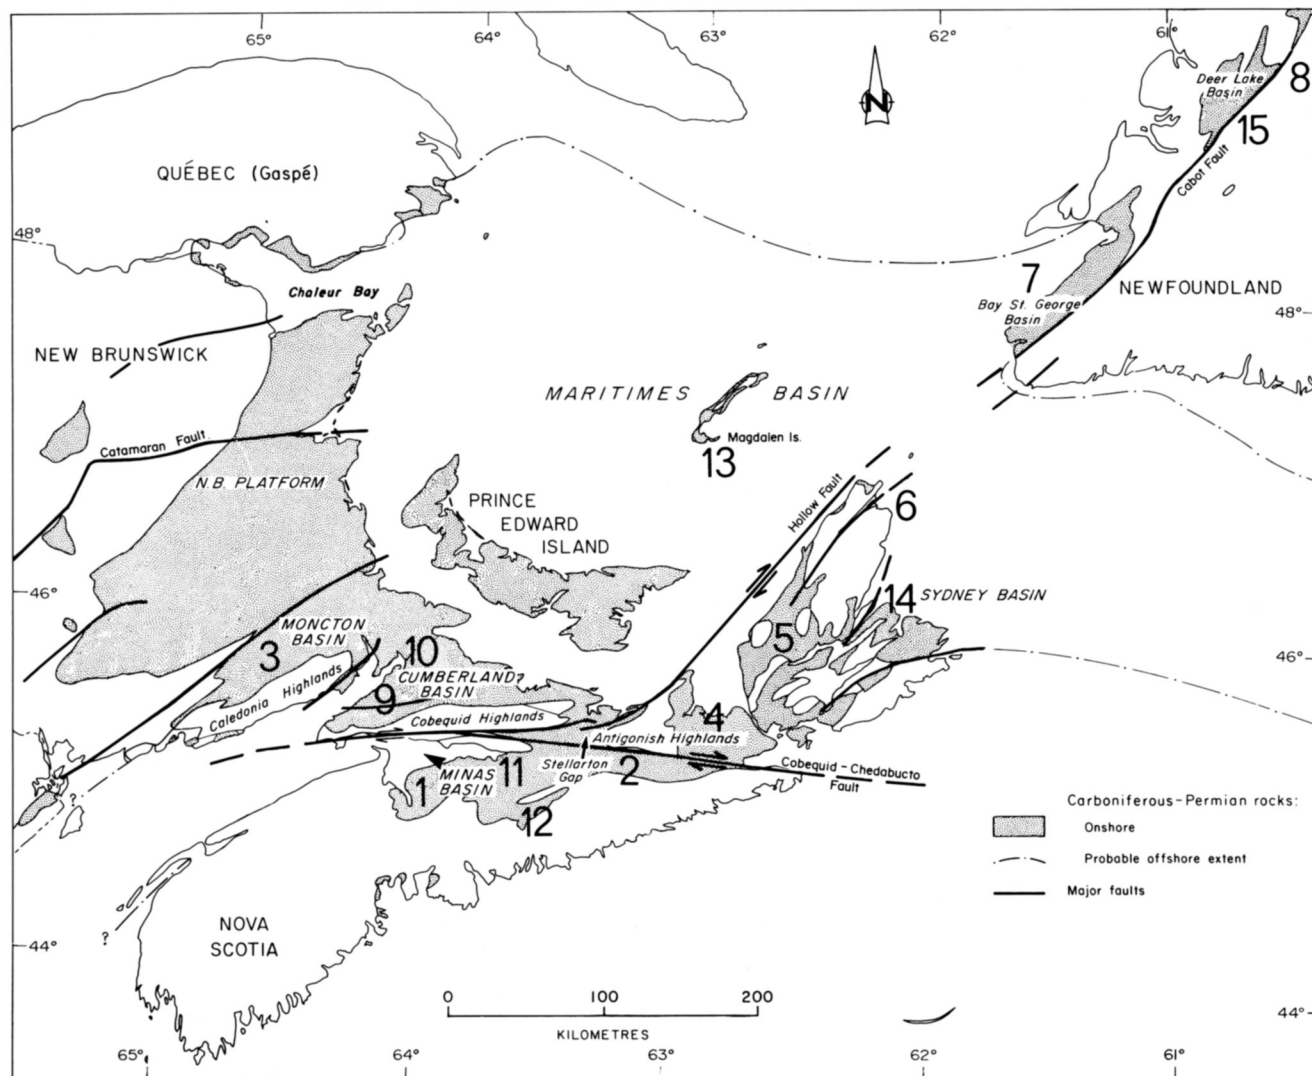 65°
64°
63°
62°
61°
N
Deer Lake
Basin
8
15
Cabot Fault
QUÉBEC (Gaspé)
48°
Chaleur Bay
7
NEWFOUNDLAND
Bay St. George
Basin
48°
NEW BRUNSWICK
MARITIMES BASIN
Catamaran Fault
Magdalen Is.
13
N.B. PLATFORM
Hollow Fault
6
PRINCE
EDWARD
ISLAND
46°
14
SYDNEY BASIN
MONCTON
BASIN
3
5
46°
10
CUMBERLAND?
BASIN
9
Caledonia Highlands
Cobequid Highlands
4
Antigonish Highlands
Stellarton
Gap
2
Cobequid - Chedabucto
Fault
MINAS
BASIN
11
1
12
?
?
Carboniferous-Permian rocks:
Onshore
Probable offshore extent
Major faults
NOVA
SCOTIA
44°
44°
0 100 200
KILOMETRES
65°
64°
63°
62°
61°